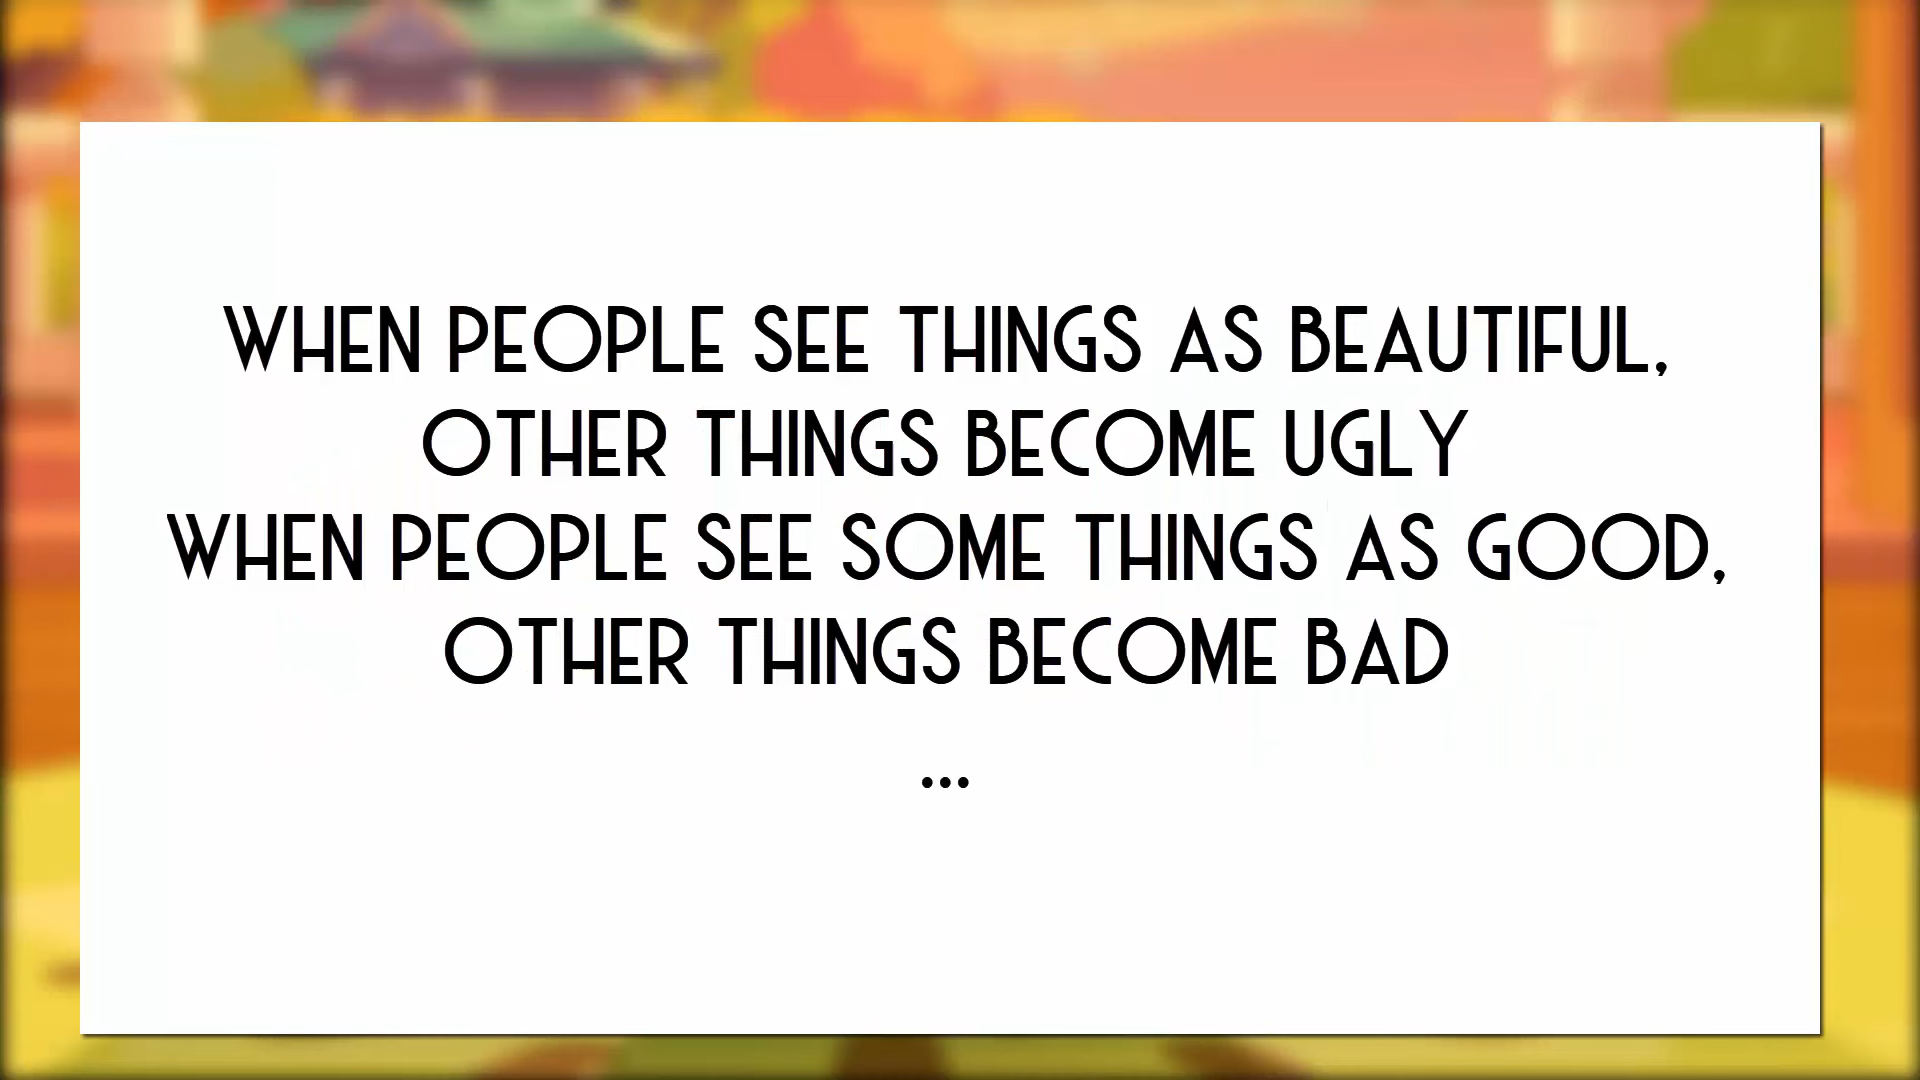 WHEN PEOPLE SEE THINGS AS BEAUTIFUL,
OTHER THINGS BECOME UGLY
WHEN PEOPLE SEE SOME THINGS AS GOOD,
OTHER THINGS BECOME BAD
...